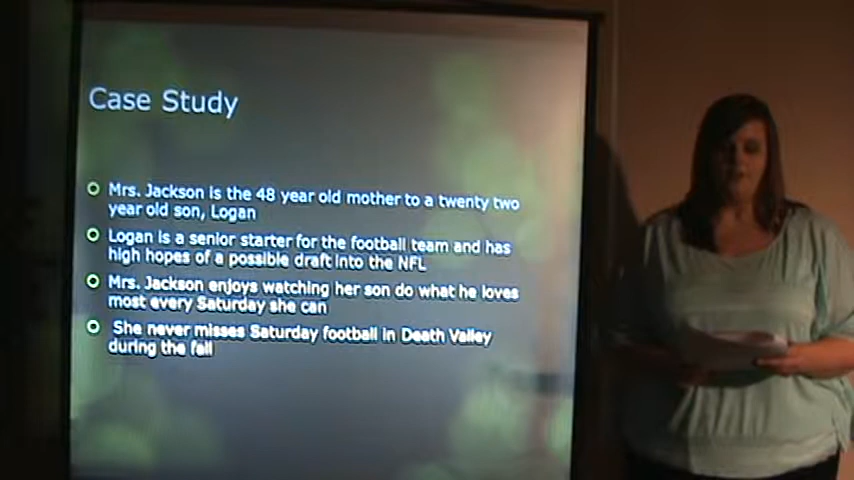 Case Study
Mrs. Jackson is the 48 year old mother to a twenty two
year old son, Logan
Logan is a senior starter for the football team and has
high hopes of a possible draft into the NFL
Mrs. Jackson enjoys watching her son do what he loves
most every Saturday she can
She never misses Saturday football in Death Valley
during the fall